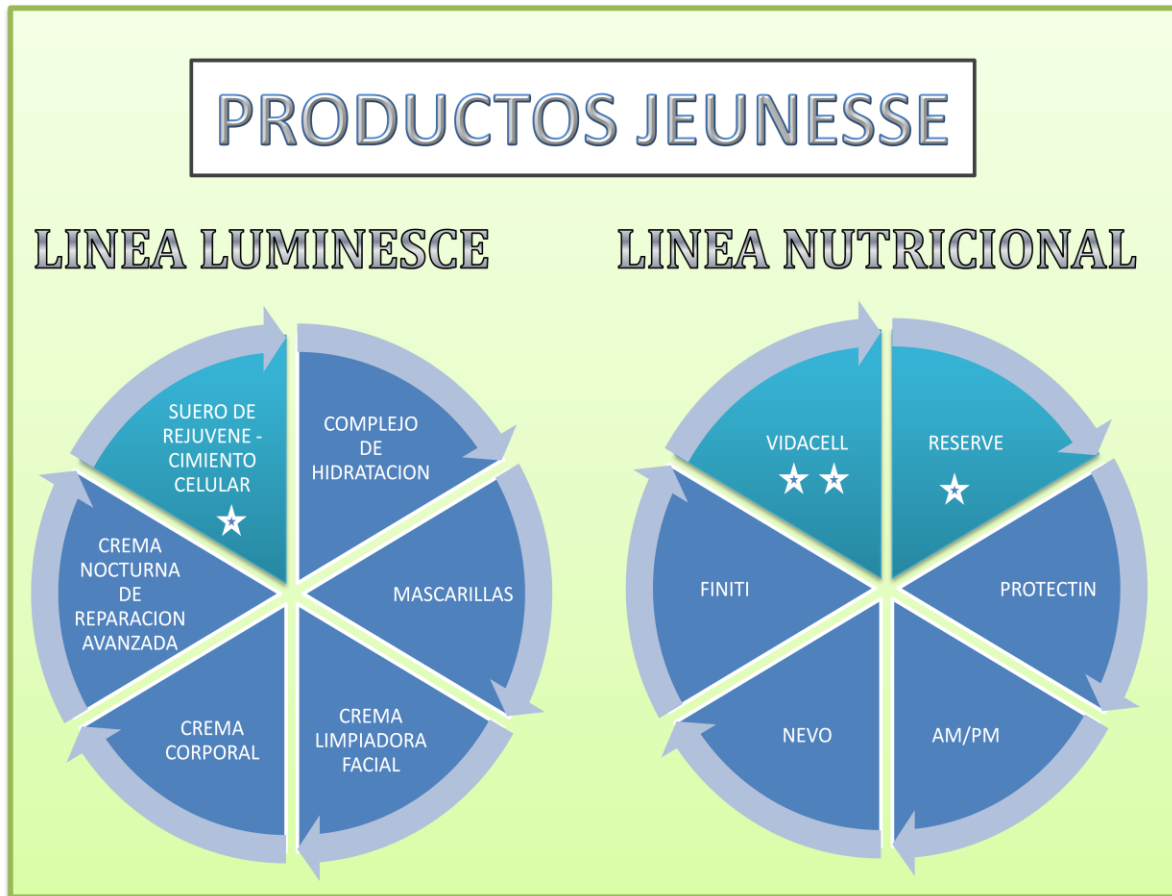 PRODUCTOS JEUNESSE
LINEA LUMINESCE
SUERO DE
REJUVENE -
CIMIENTO
CELULAR
COMPLEJO
DE
HIDRATACION
MASCARILLAS
CREMA
LIMPIADORA
FACIAL
CREMA
CORPORAL
CREMA
NOCTURNA
DE
REPARACION
AVANZADA
LINEA NUTRICIONAL
VIDACELL
RESERVE
PROTECTIN
AM/PM
NEVO
FINITI